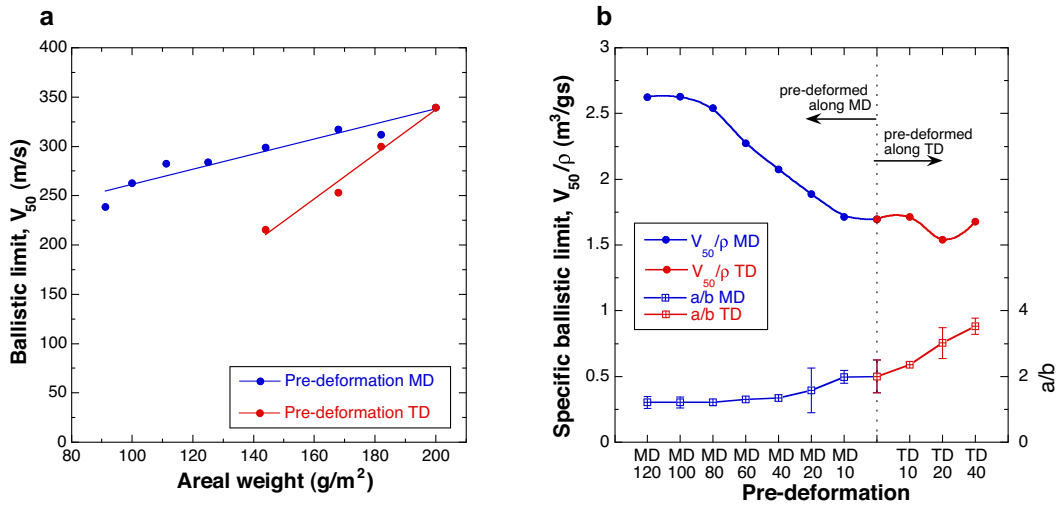 a
Ballistic limit, V50 (m/s)
400
350
300
250
200
150
100
50
0
80
100
120
140
160
180
200
Areal weight (g/m²)
Pre-deformation MD
Pre-deformation TD
b
Specific ballistic limit, V50/ρ (m³/gs)
3
2.5
2
1.5
1
0.5
0
pre-deformed
along MD
pre-deformed
along TD
V50/ρ MD
V50/ρ TD
a/b MD
a/b TD
4
2
0
a/b
MD
120
MD
100
MD
80
MD
60
MD
40
MD
20
MD
10
TD
10
TD
20
TD
40
Pre-deformation